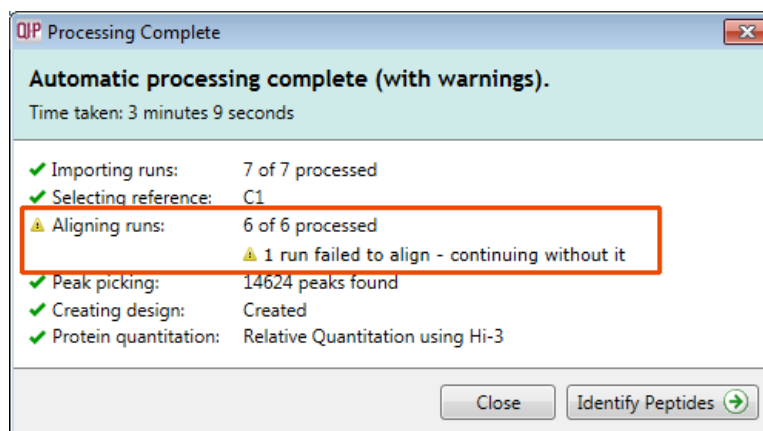 QIP Processing Complete
Automatic processing complete (with warnings).
Time taken: 3 minutes 9 seconds
Importing runs: 7 of 7 processed
Selecting reference: C1
Aligning runs: 6 of 6 processed
1 run failed to align - continuing without it
Peak picking: 14624 peaks found
Creating design: Created
Protein quantitation: Relative Quantitation using Hi-3
Close Identify Peptides